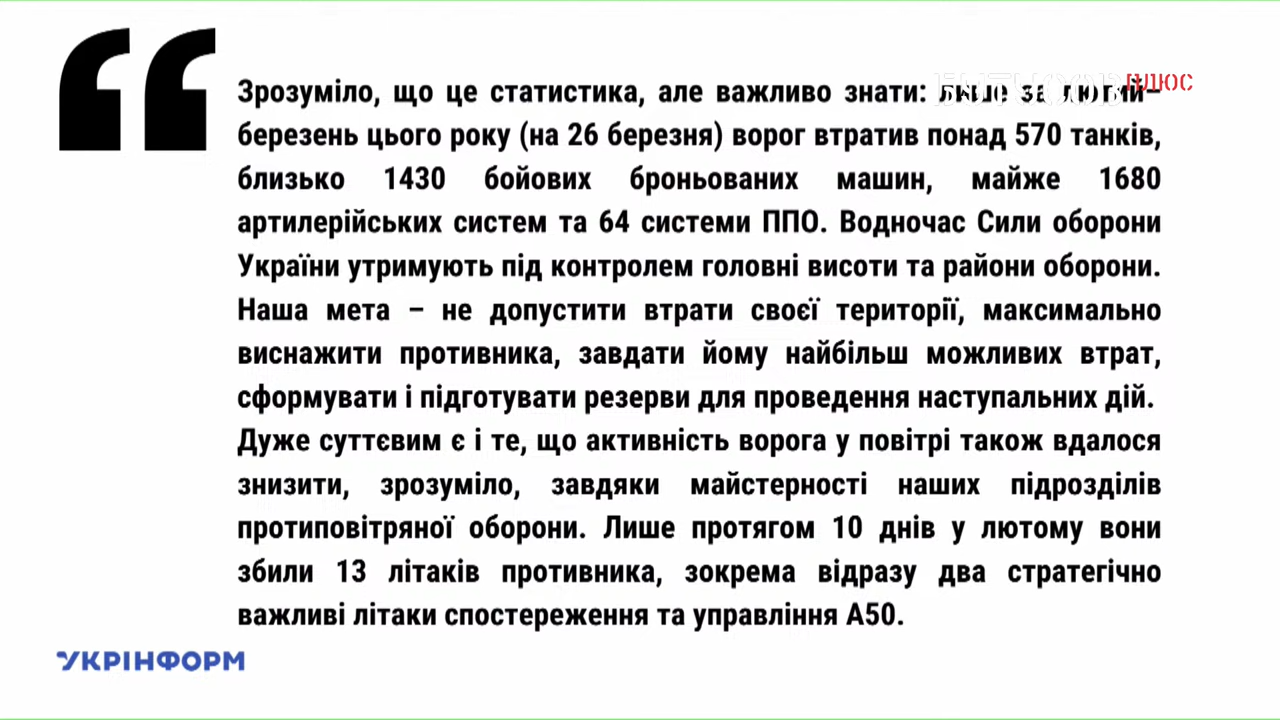 Зрозуміло, що це статистика, але важливо знати: лише за лютий–
березень цього року (на 26 березня) ворог втратив понад 570 танків,
близько 1430 бойових броньованих машин, майже 1680
артилерійських систем та 64 системи ППО. Водночас Сили оборони
України утримують під контролем головні висоти та райони оборони.
Наша мета – не допустити втрати своєї території, максимально
виснажити противника, завдати йому найбільш можливих втрат,
сформувати і підготувати резерви для проведення наступальних дій.
Дуже суттєвим є і те, що активність ворога у повітрі також вдалося
знизити, зрозуміло, завдяки майстерності наших підрозділів
протиповітряної оборони. Лише протягом 10 днів у лютому вони
збили 13 літаків противника, зокрема відразу два стратегічно
важливі літаки спостереження та управління А50.
УКРІНФОРМ
ПЛЮС